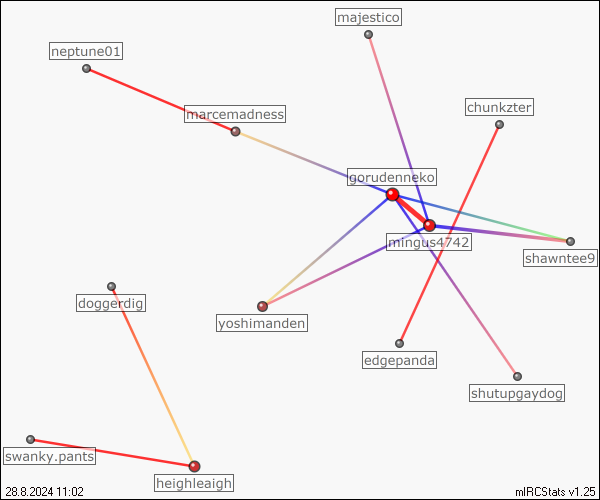 majestico
neptune01
chunkzter
marcemadness
gorudenneko
mingus4742
shawntee9
doggerdig
yoshimanden
edgepanda
shutupgaydog
swanky.pants
heighleaigh
28.8.2024 11:02
mIRCStats v1.25